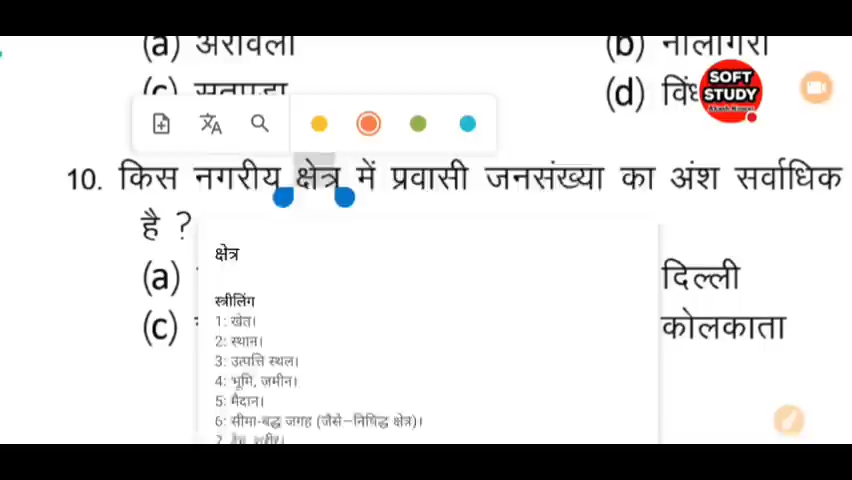 (a) अरावली
(b) नीलगिरी
(c) सतपुड़ा
(d)
SOFT
STUDY
10. किस नगरीय क्षेत्र में प्रवासी जनसंख्या का अंश सर्वाधिक
है ?
(a)
दिल्ली
(c)
कोलकाता
क्षेत्र
स्त्रीलिंग
1: खेत।
2: स्थान।
3: उत्पत्ति स्थल।
4: भूमि, ज़मीन।
5: मैदान।
6: सीमा-बद्ध जगह (जैसे–निषिद्ध क्षेत्र)।